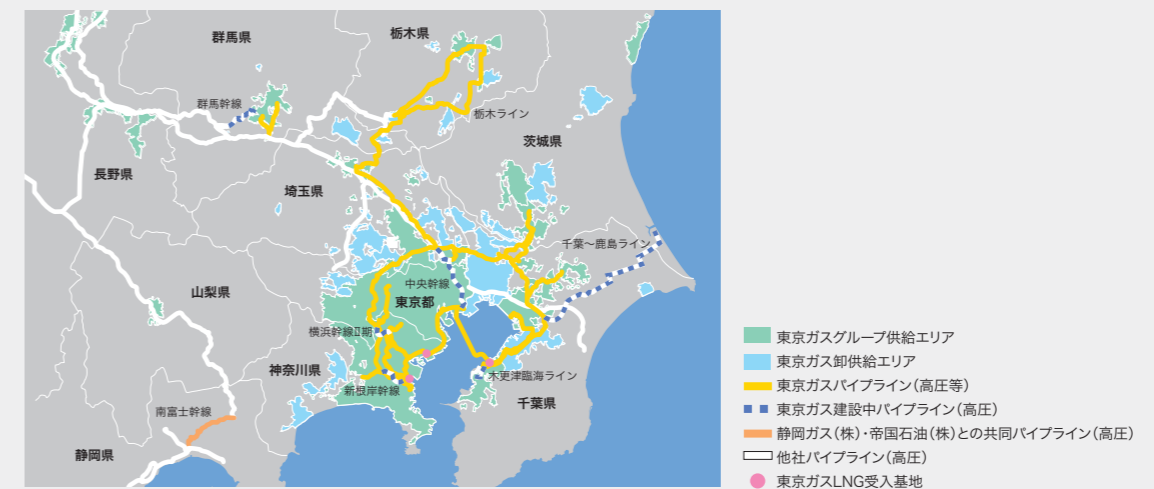 群馬県
栃木県
群馬幹線
栃木ライン
茨城県
長野県
埼玉県
千葉～鹿島ライン
中央幹線
東京都
山梨県
横浜幹線Ⅱ期
神奈川県
木更津臨海ライン
新根岸幹線
千葉県
南富士幹線
静岡県
東京ガスグループ供給エリア
東京ガス卸供給エリア
東京ガスパイプライン（高圧等）
東京ガス建設中パイプライン（高圧）
静岡ガス（株）・帝国石油（株）との共同パイプライン（高圧）
他社パイプライン（高圧）
東京ガスLNG受入基地